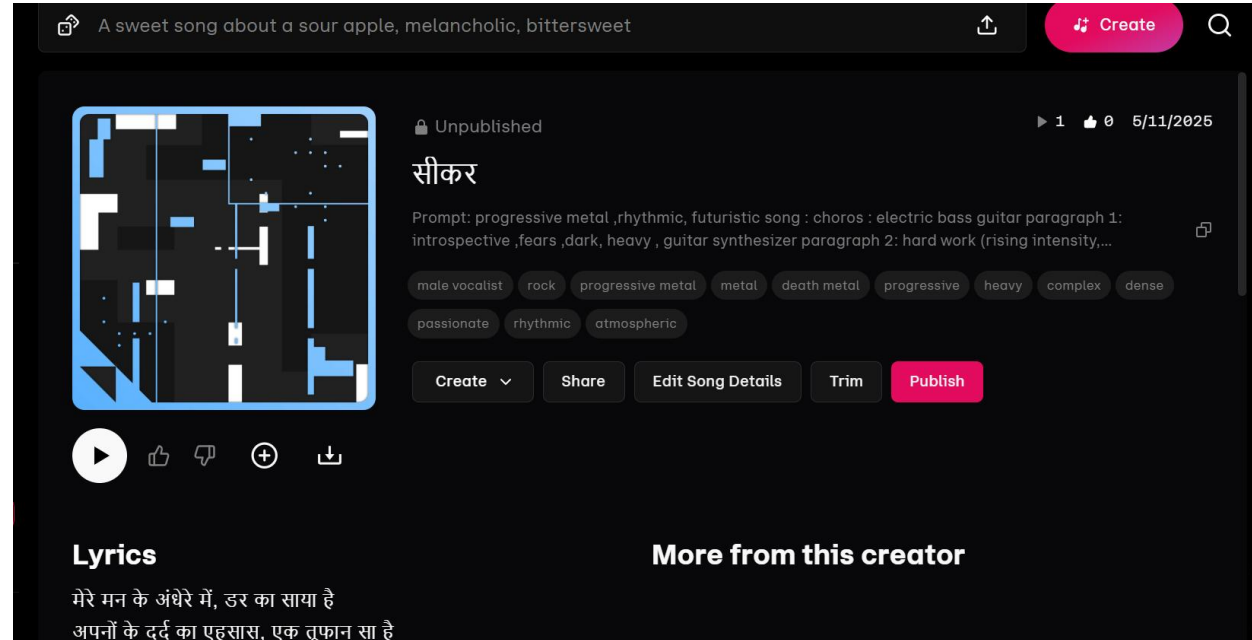 A sweet song about a sour apple, melancholic, bittersweet
Create
Unpublished
1 0 5/11/2025
सीकर
Prompt: progressive metal ,rhythmic, futuristic song : choros : electric bass guitar paragraph 1:
introspective ,fears ,dark, heavy , guitar synthesizer paragraph 2: hard work (rising intensity,...
male vocalist rock progressive metal metal death metal progressive heavy complex dense
passionate rhythmic atmospheric
Create Share Edit Song Details Trim Publish
Lyrics
More from this creator
मेरे मन के अंधेरे में, डर का साया है
अपनों के दर्द का एहसास, एक तूफान सा है